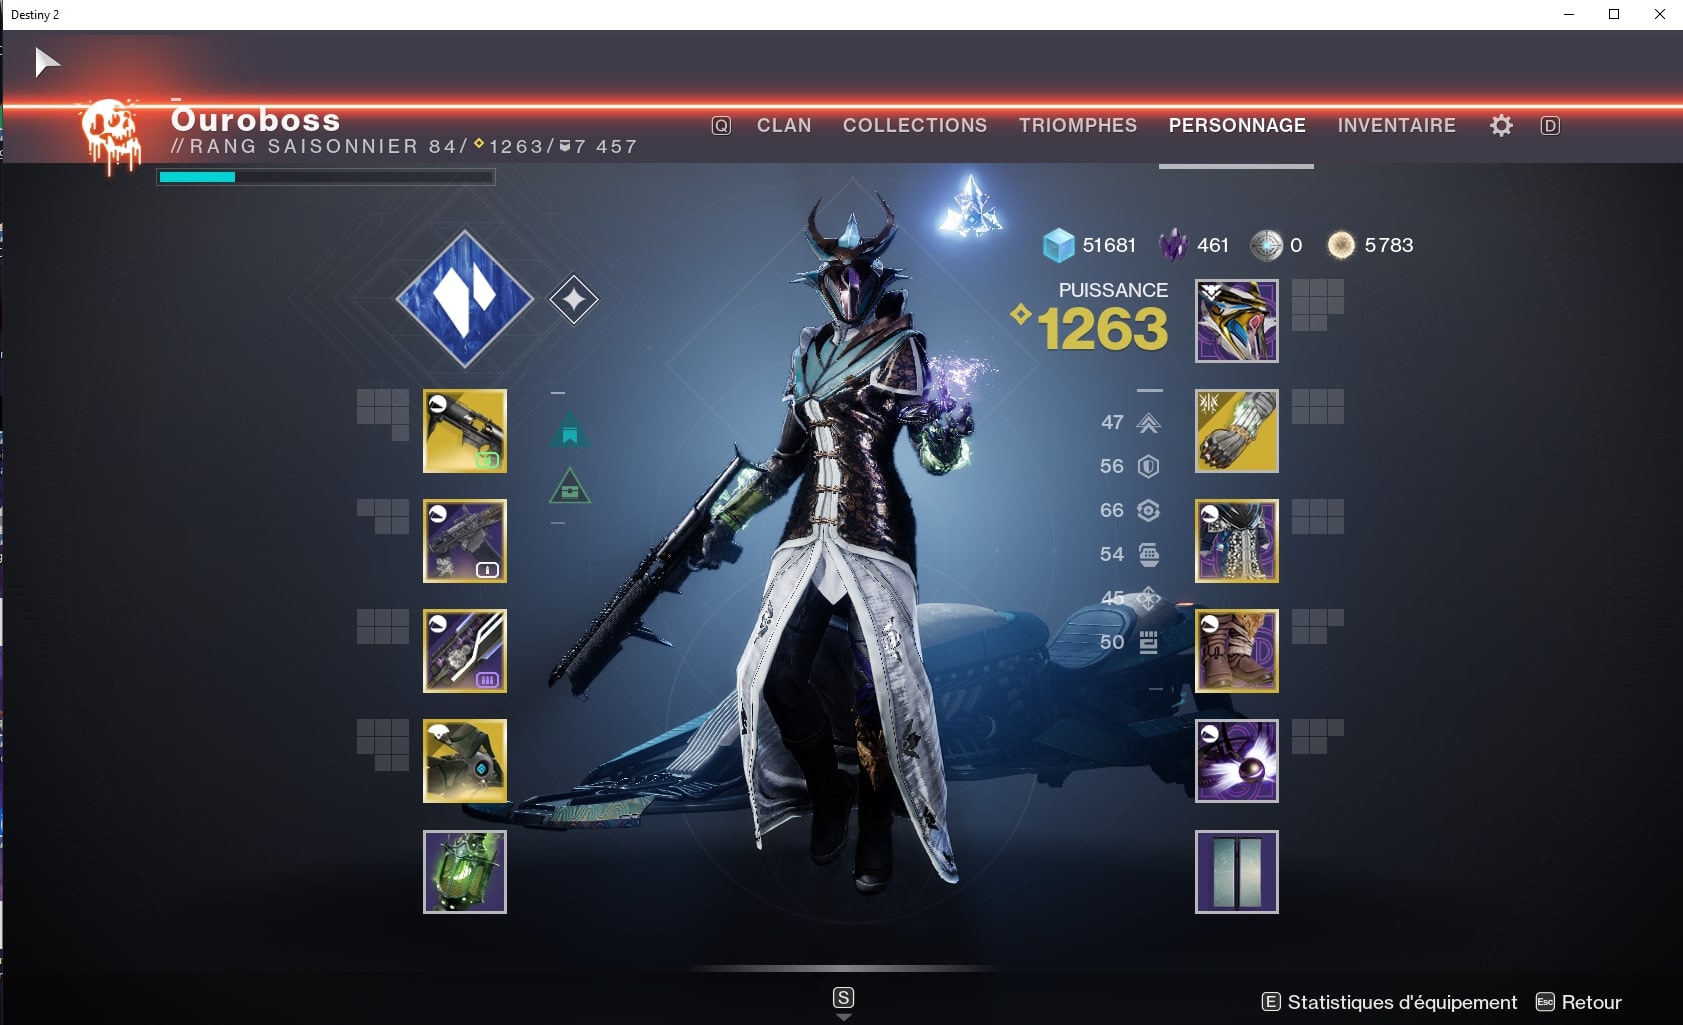 Destiny 2
Ouroboss
// RANG SAISONNIER 84/ 1263/ 7 457
Q CLAN COLLECTIONS TRIOMPHES PERSONNAGE INVENTAIRE D
51681 461 0 5783
PUISSANCE
1263
47
56
66
54
45
50
S
E Statistiques d'équipement Esc Retour